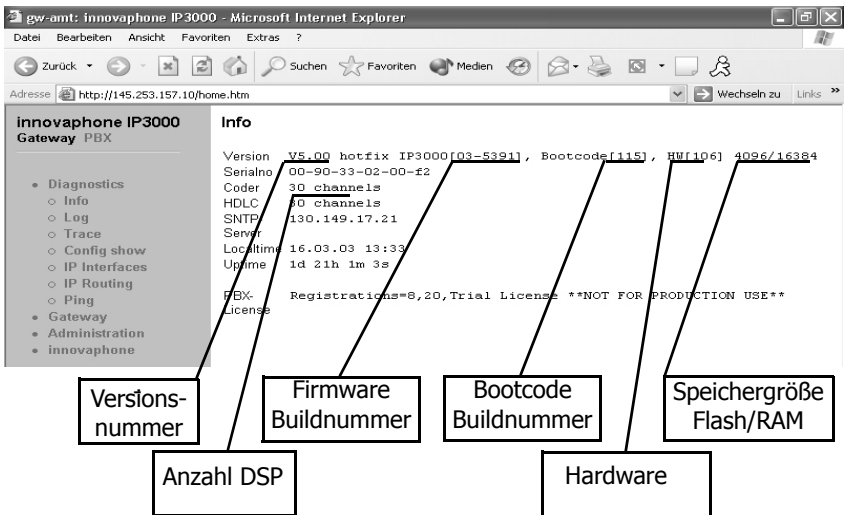 gw-amt: innovaphone IP3000 - Microsoft Internet Explorer
Datei Bearbeiten Ansicht Favoriten Extras ?
Zurück Suchen Favoriten Medien
Adresse http://145.253.157.10/home.htm Wechseln zu Links »
innovaphone IP3000
Gateway PBX
Diagnostics
Info
Log
Trace
Config show
IP Interfaces
IP Routing
Ping
Gateway
Administration
innovaphone
Info
Version V5.00 hotfix IP3000[03-5391], Bootcode[115], HW[106] 4096/16384
Serialno 00-90-33-02-00-f2
Coder 30 channels
HDLC 30 channels
SNTP 130.149.17.21
Server
Localtime 16.03.03 13:33
Uptime 1d 21h 1m 3s
PBX- Registrations=8,20,Trial License **NOT FOR PRODUCTION USE**
License
Versions-
nummer
Firmware
Buildnummer
Bootcode
Buildnummer
Speichergröße
Flash/RAM
Anzahl DSP
Hardware